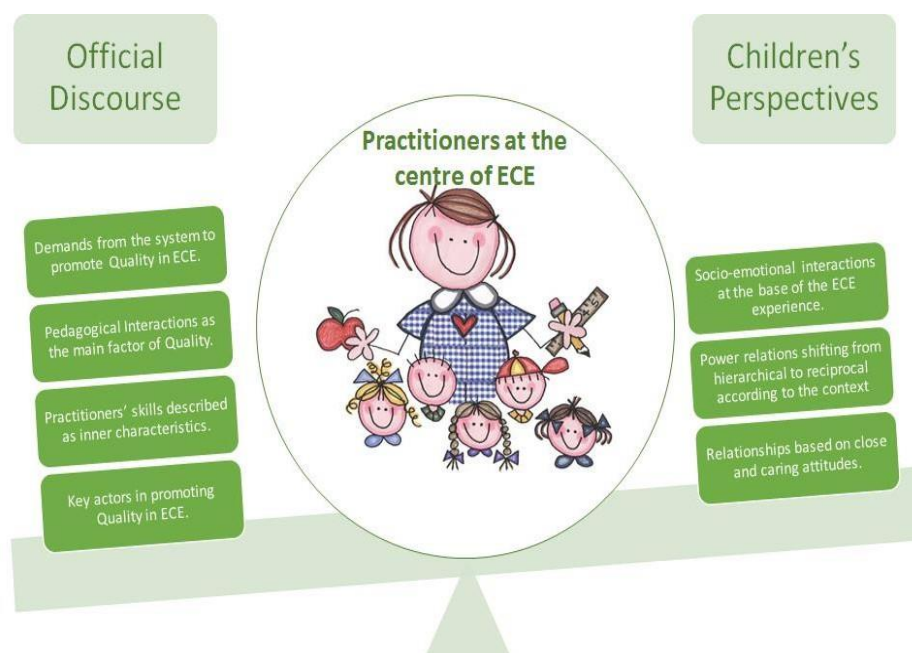 Official
Discourse
Children's
Perspectives
Practitioners at the
centre of ECE
Demands from the system to
promote Quality in ECE.
Pedagogical Interactions as
the main factor of Quality.
Practitioners' skills described
as inner characteristics.
Key actors in promoting
Quality in ECE.
Socio-emotional interactions
at the base of the ECE
experience.
Power relations shifting from
hierarchical to reciprocal
according to the context
Relationships based on close
and caring attitudes.